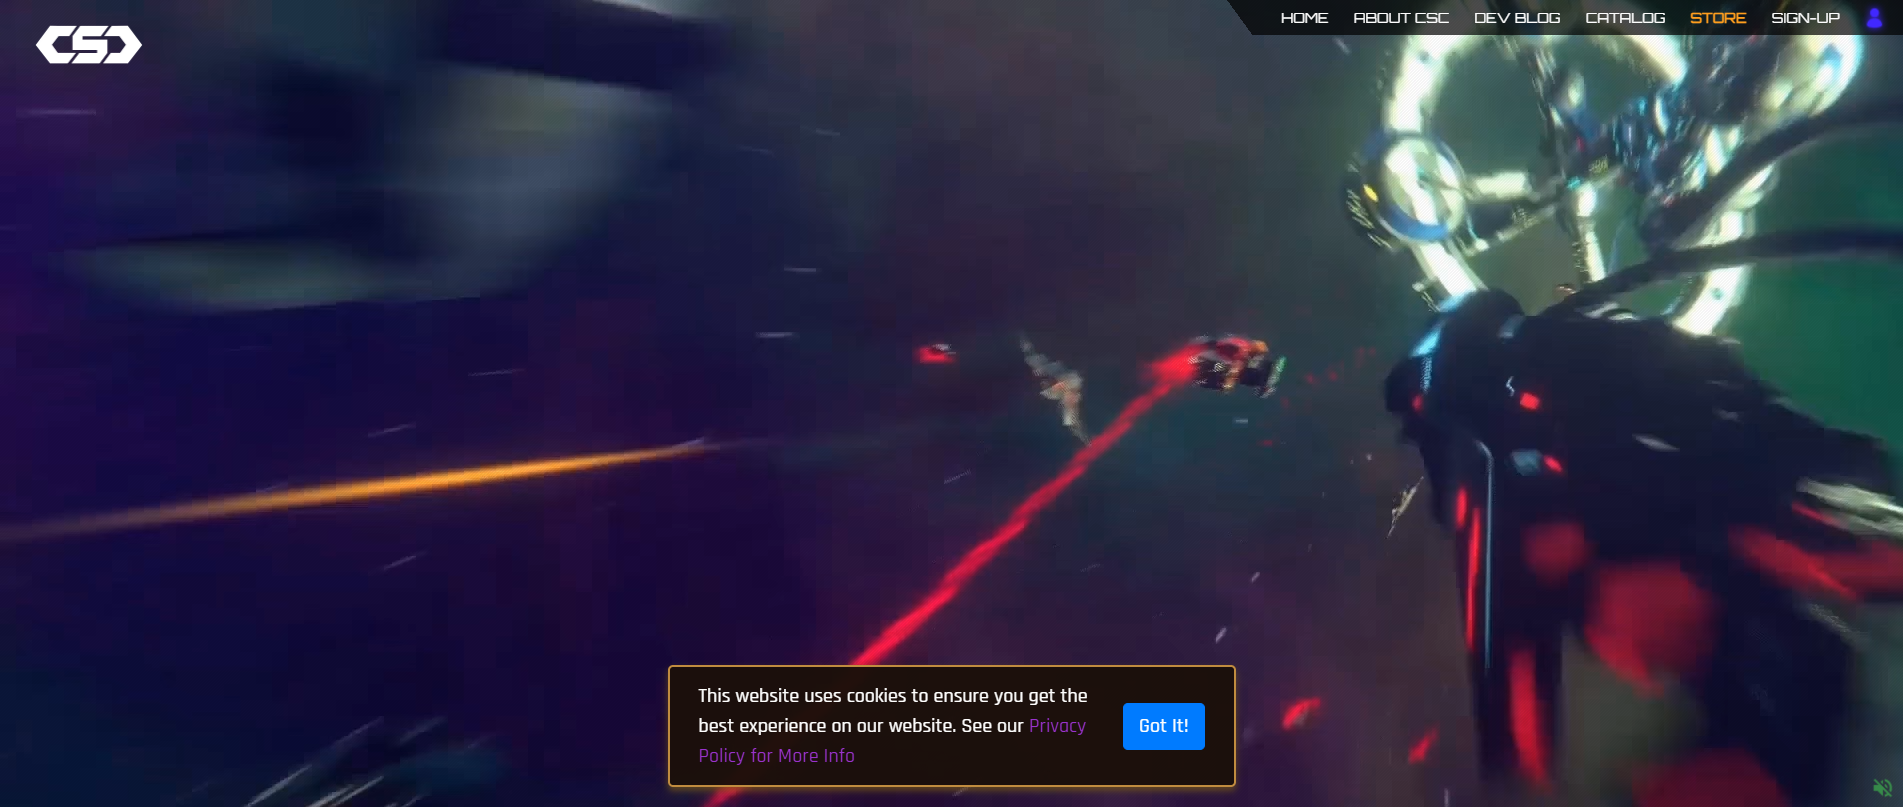 CSC
HOME ABOUT CSC DEV BLOG CATALOG STORE SIGN-UP
This website uses cookies to ensure you get the
best experience on our website. See our Privacy
Policy for More Info
Got It!